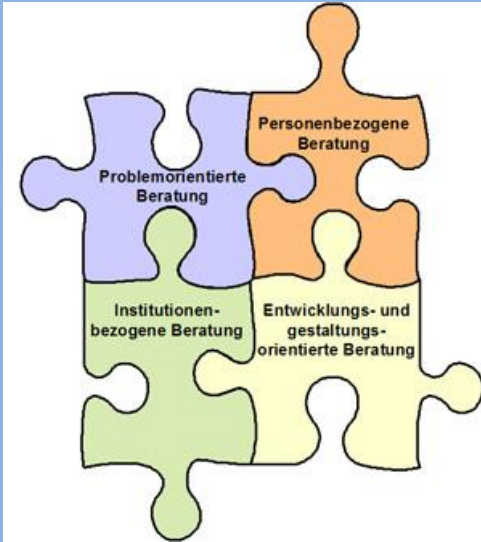 Personenbezogene
Beratung
Problemorientierte
Beratung
Institutionen-
bezogene Beratung
Entwicklungs- und
gestaltungs-
orientierte Beratung